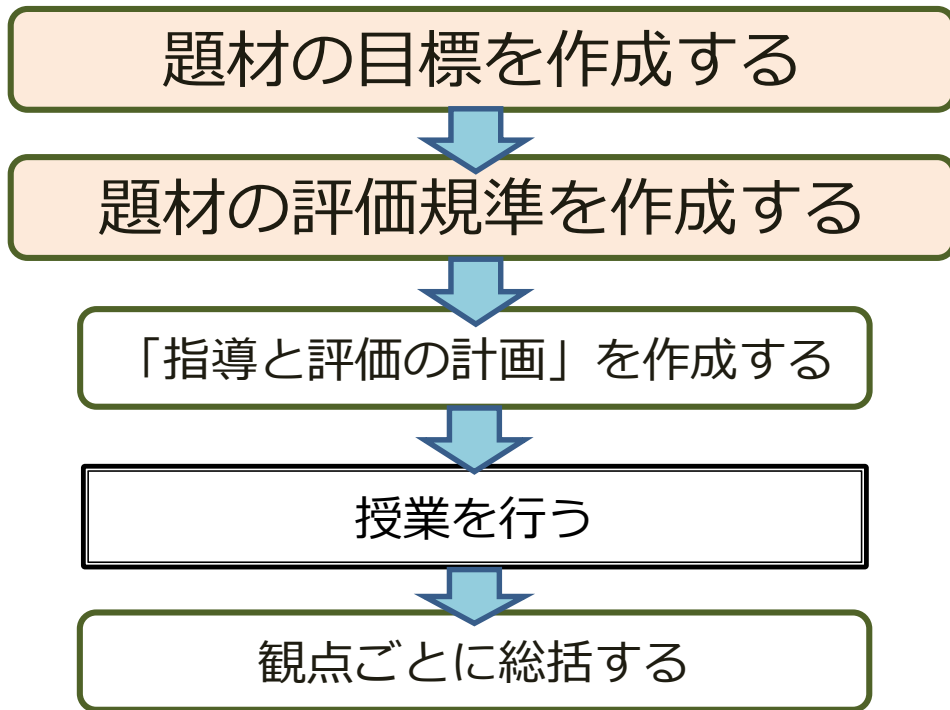 題材の目標を作成する
題材の評価規準を作成する
「指導と評価の計画」を作成する
授業を行う
観点ごとに総括する